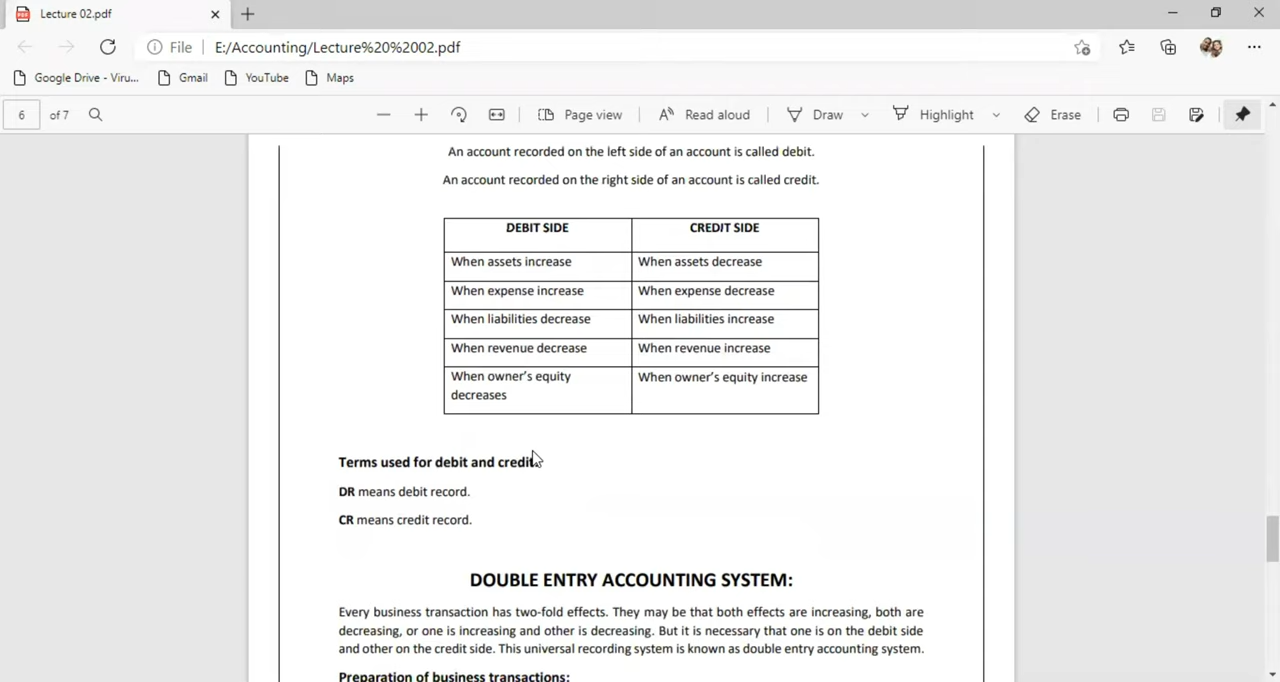 Lecture 02.pdf
File E:/Accounting/Lecture%20%2002.pdf
Google Drive - Viru... Gmail YouTube Maps
6 of 7 Page view Read aloud Draw Highlight Erase
An account recorded on the left side of an account is called debit.
An account recorded on the right side of an account is called credit.
DEBIT SIDE CREDIT SIDE
When assets increase When assets decrease
When expense increase When expense decrease
When liabilities decrease When liabilities increase
When revenue decrease When revenue increase
When owner's equity When owner's equity increase
decreases
Terms used for debit and credit.
DR means debit record.
CR means credit record.
DOUBLE ENTRY ACCOUNTING SYSTEM:
Every business transaction has two-fold effects. They may be that both effects are increasing, both are
decreasing, or one is increasing and other is decreasing. But it is necessary that one is on the debit side
and other on the credit side. This universal recording system is known as double entry accounting system.
Preparation of business transactions: